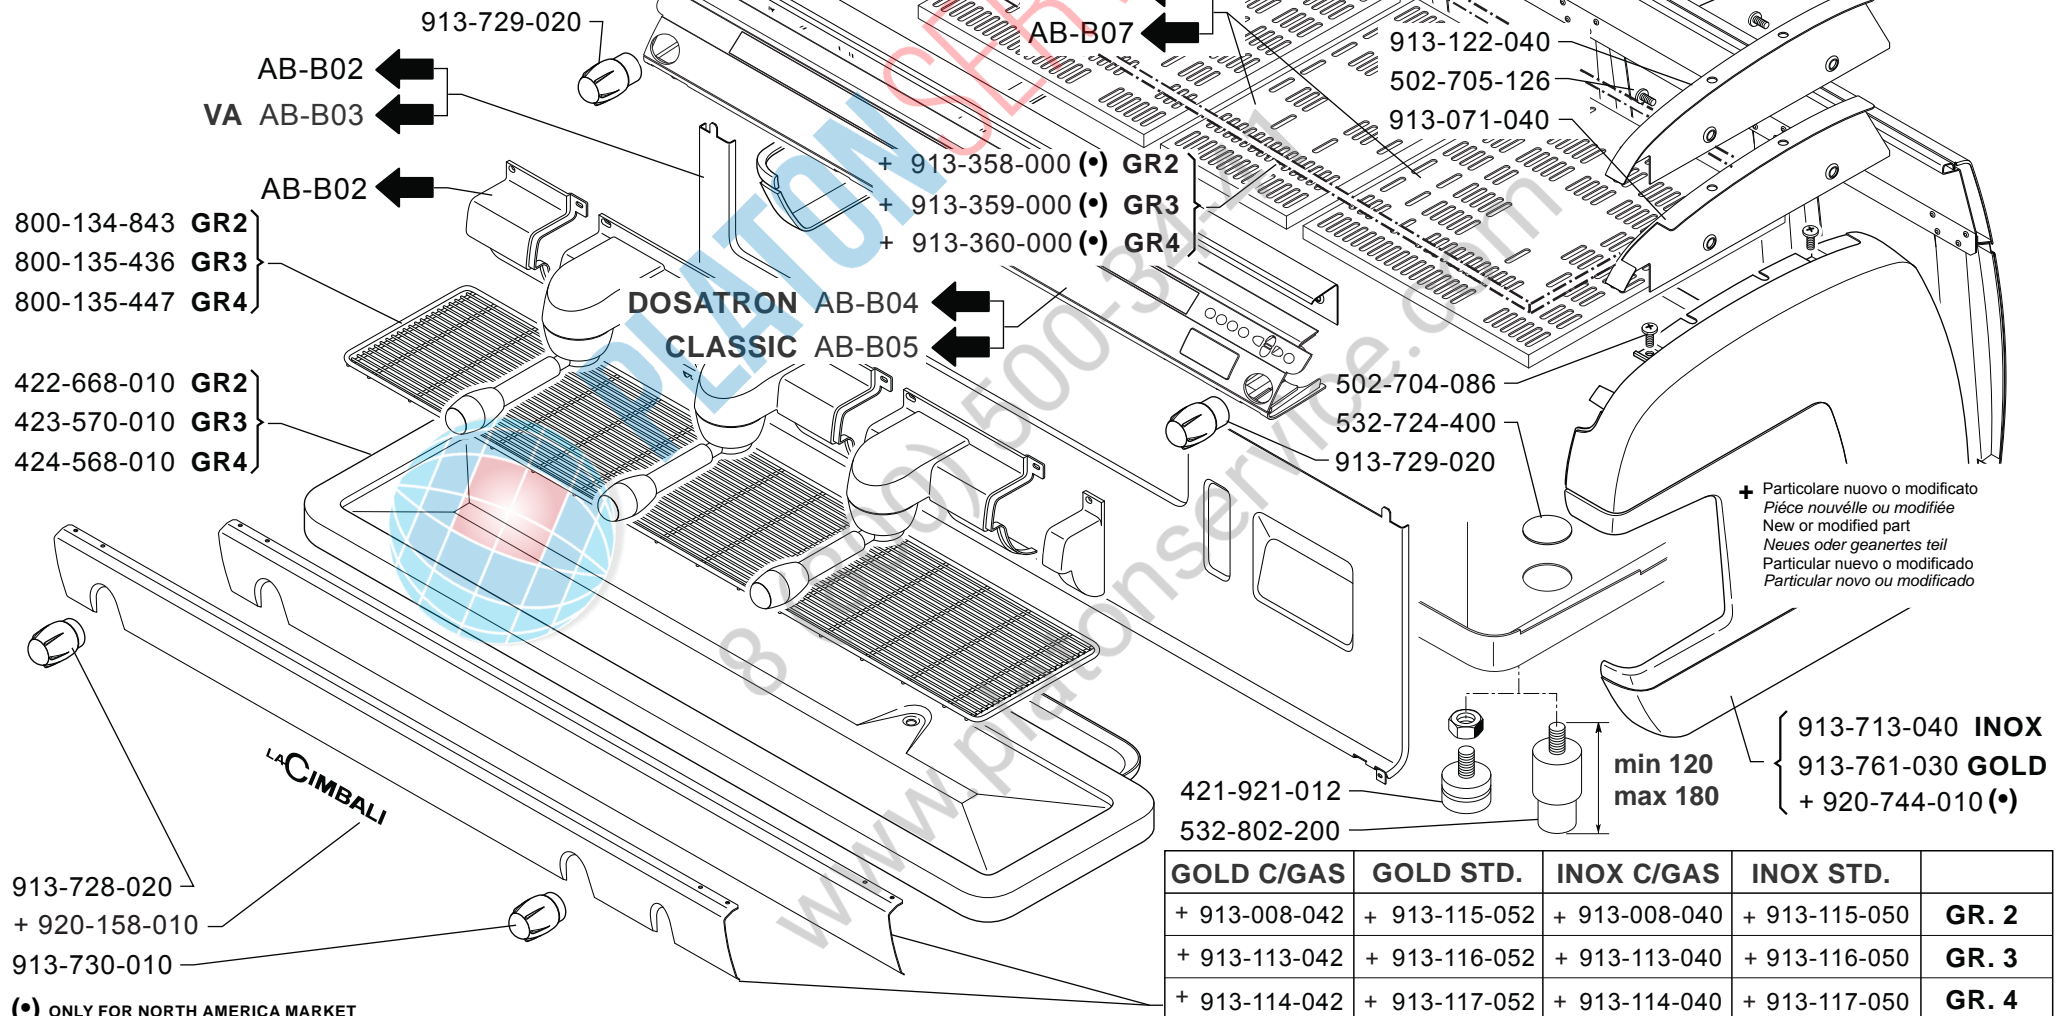 913-729-020
AB-B02
VA AB-B03
AB-B02
AB-B07
913-122-040
502-705-126
913-071-040
+ 913-358-000 (•) GR2
+ 913-359-000 (•) GR3
+ 913-360-000 (•) GR4
800-134-843 GR2
800-135-436 GR3
800-135-447 GR4
DOSATRON AB-B04
CLASSIC AB-B05
422-668-010 GR2
423-570-010 GR3
424-568-010 GR4
502-704-086
532-724-400
913-729-020
+ Particolare nuovo o modificato
Piéce nouvélle ou modifiée
New or modified part
Neues oder geanertes teil
Particular nuevo o modificado
Particular novo ou modificado
LA CIMBALI
913-713-040 INOX
913-761-030 GOLD
+ 920-744-010 (•)
min 120
max 180
421-921-012
532-802-200
913-728-020
+ 920-158-010
913-730-010
(•) ONLY FOR NORTH AMERICA MARKET
GOLD C/GAS GOLD STD. INOX C/GAS INOX STD.
+ 913-008-042 + 913-115-052 + 913-008-040 + 913-115-050 GR. 2
+ 913-113-042 + 913-116-052 + 913-113-040 + 913-116-050 GR. 3
+ 913-114-042 + 913-117-052 + 913-114-040 + 913-117-050 GR. 4
PLATON
www.platonservice.com